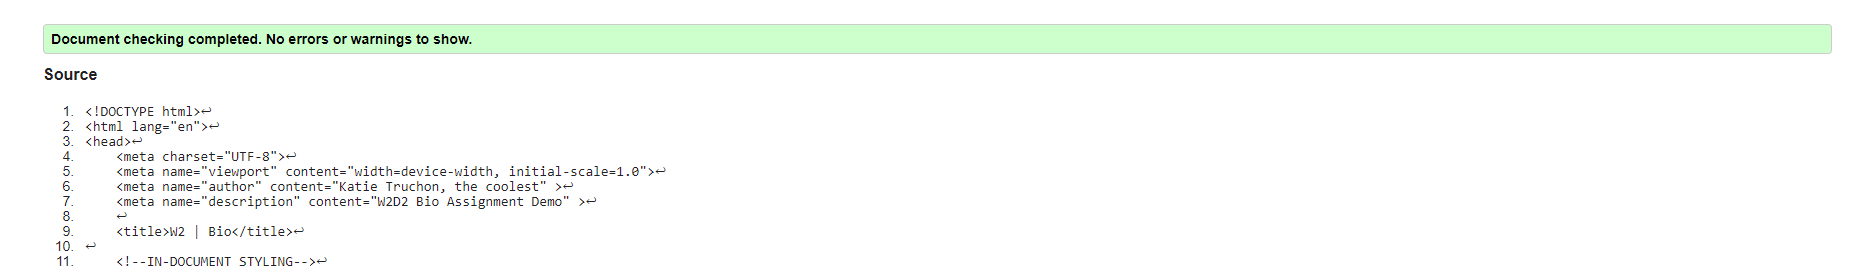 Document checking completed. No errors or warnings to show.
Source
1. <!DOCTYPE html>↩
2. <html lang="en">↩
3. <head>↩
4.     <meta charset="UTF-8">↩
5.     <meta name="viewport" content="width=device-width, initial-scale=1.0">↩
6.     <meta name="author" content="Katie Truchon, the coolest" >↩
7.     <meta name="description" content="W2D2 Bio Assignment Demo" >↩
8.     ↩
9.     <title>W2 | Bio</title>↩
10. ↩
11.     <!--IN-DOCUMENT STYLING-->↩